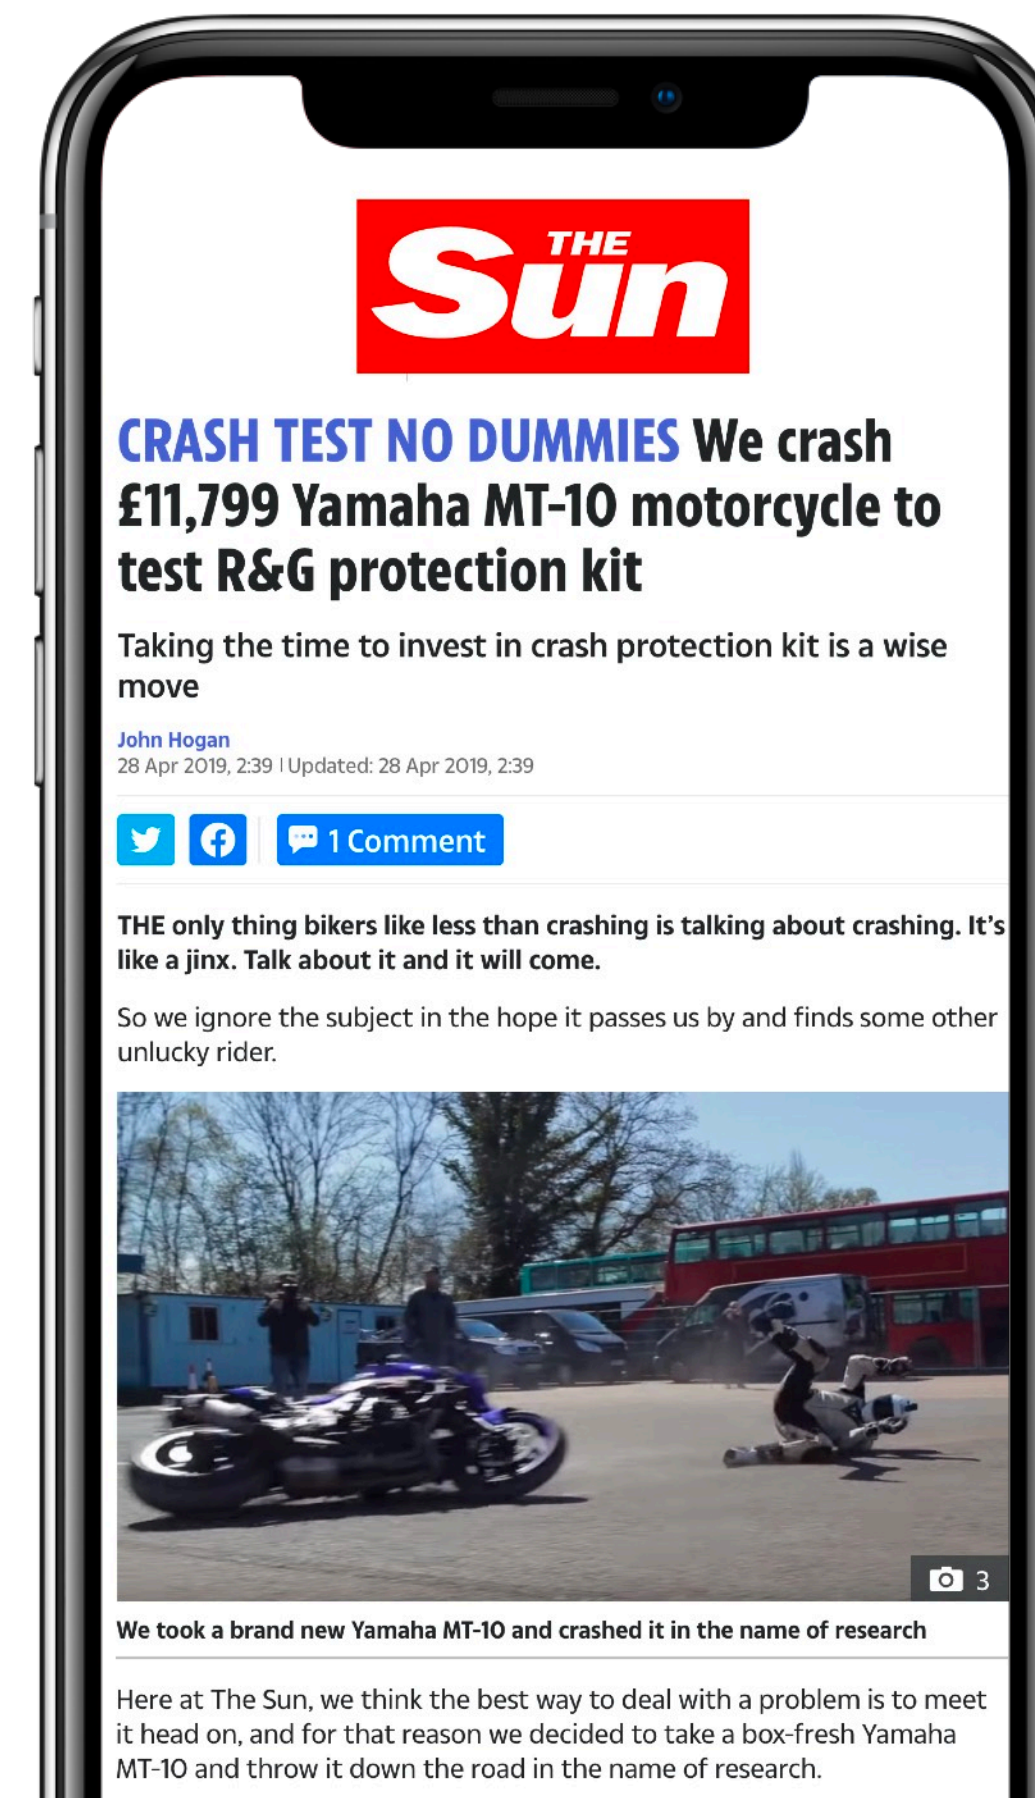 THE
Sun
CRASH TEST NO DUMMIES We crash
£11,799 Yamaha MT-10 motorcycle to
test R&G protection kit
Taking the time to invest in crash protection kit is a wise
move
John Hogan
28 Apr 2019, 2:39 | Updated: 28 Apr 2019, 2:39
1 Comment
THE only thing bikers like less than crashing is talking about crashing. It’s
like a jinx. Talk about it and it will come.
So we ignore the subject in the hope it passes us by and finds some other
unlucky rider.
3
We took a brand new Yamaha MT-10 and crashed it in the name of research
Here at The Sun, we think the best way to deal with a problem is to meet
it head on, and for that reason we decided to take a box-fresh Yamaha
MT-10 and throw it down the road in the name of research.